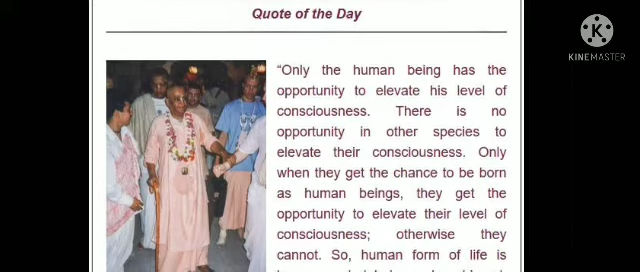 Quote of the Day
“Only the human being has the
opportunity to elevate his level of
consciousness. There is no
opportunity in other species to
elevate their consciousness. Only
when they get the chance to be born
as human beings, they get the
opportunity to elevate their level of
consciousness; otherwise they
cannot. So, human form of life is
KINEMASTER